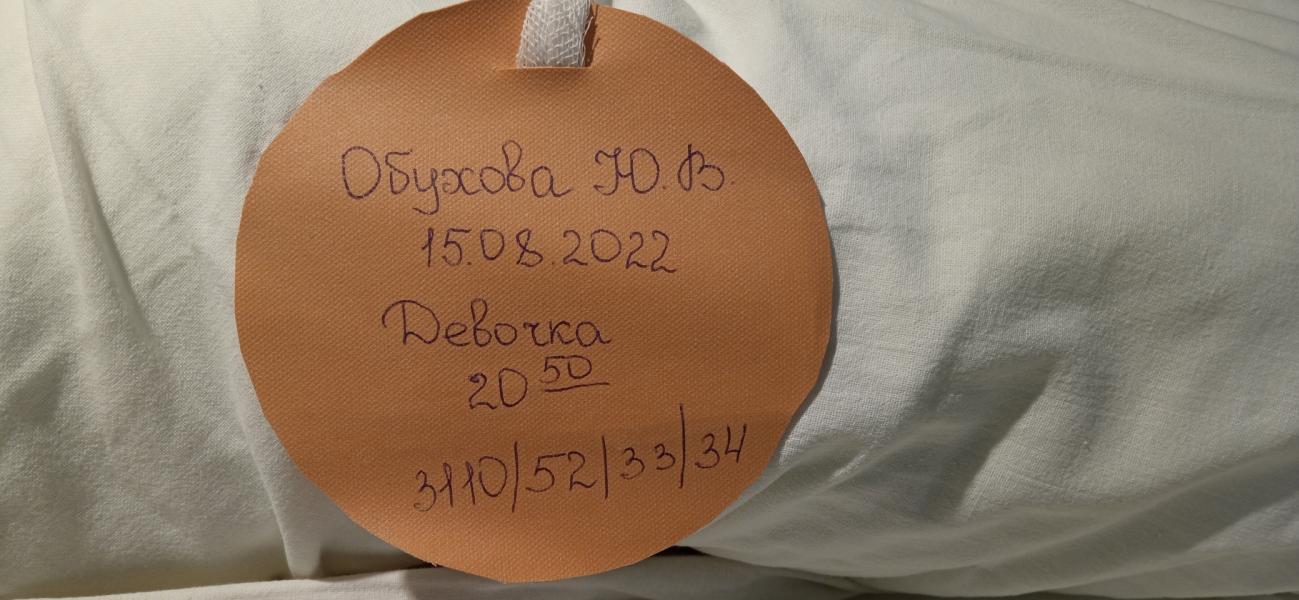 Обухова Ю.В.
15.08.2022
Девочка
20 50
3110/52/33/34